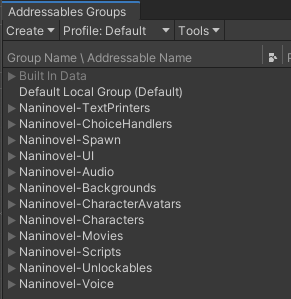 Addressables Groups
Create Profile: Default Tools
Group Name \ Addressable Name
Built In Data
Default Local Group (Default)
Naninovel-TextPrinters
Naninovel-ChoiceHandlers
Naninovel-Spawn
Naninovel-UI
Naninovel-Audio
Naninovel-Backgrounds
Naninovel-CharacterAvatars
Naninovel-Characters
Naninovel-Movies
Naninovel-Scripts
Naninovel-Unlockables
Naninovel-Voice